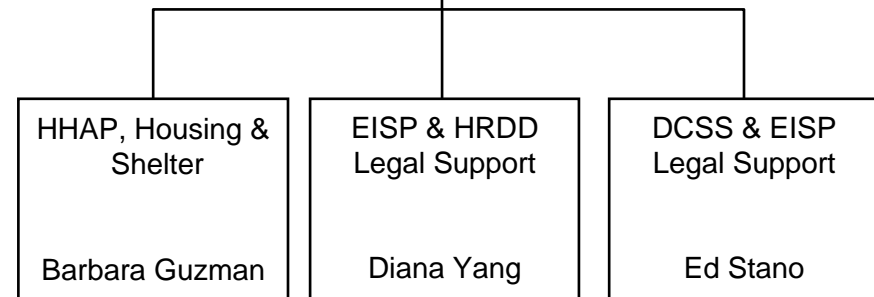 HHAP, Housing &
Shelter
Barbara Guzman
EISP & HRDD
Legal Support
Diana Yang
DCSS & EISP
Legal Support
Ed Stano